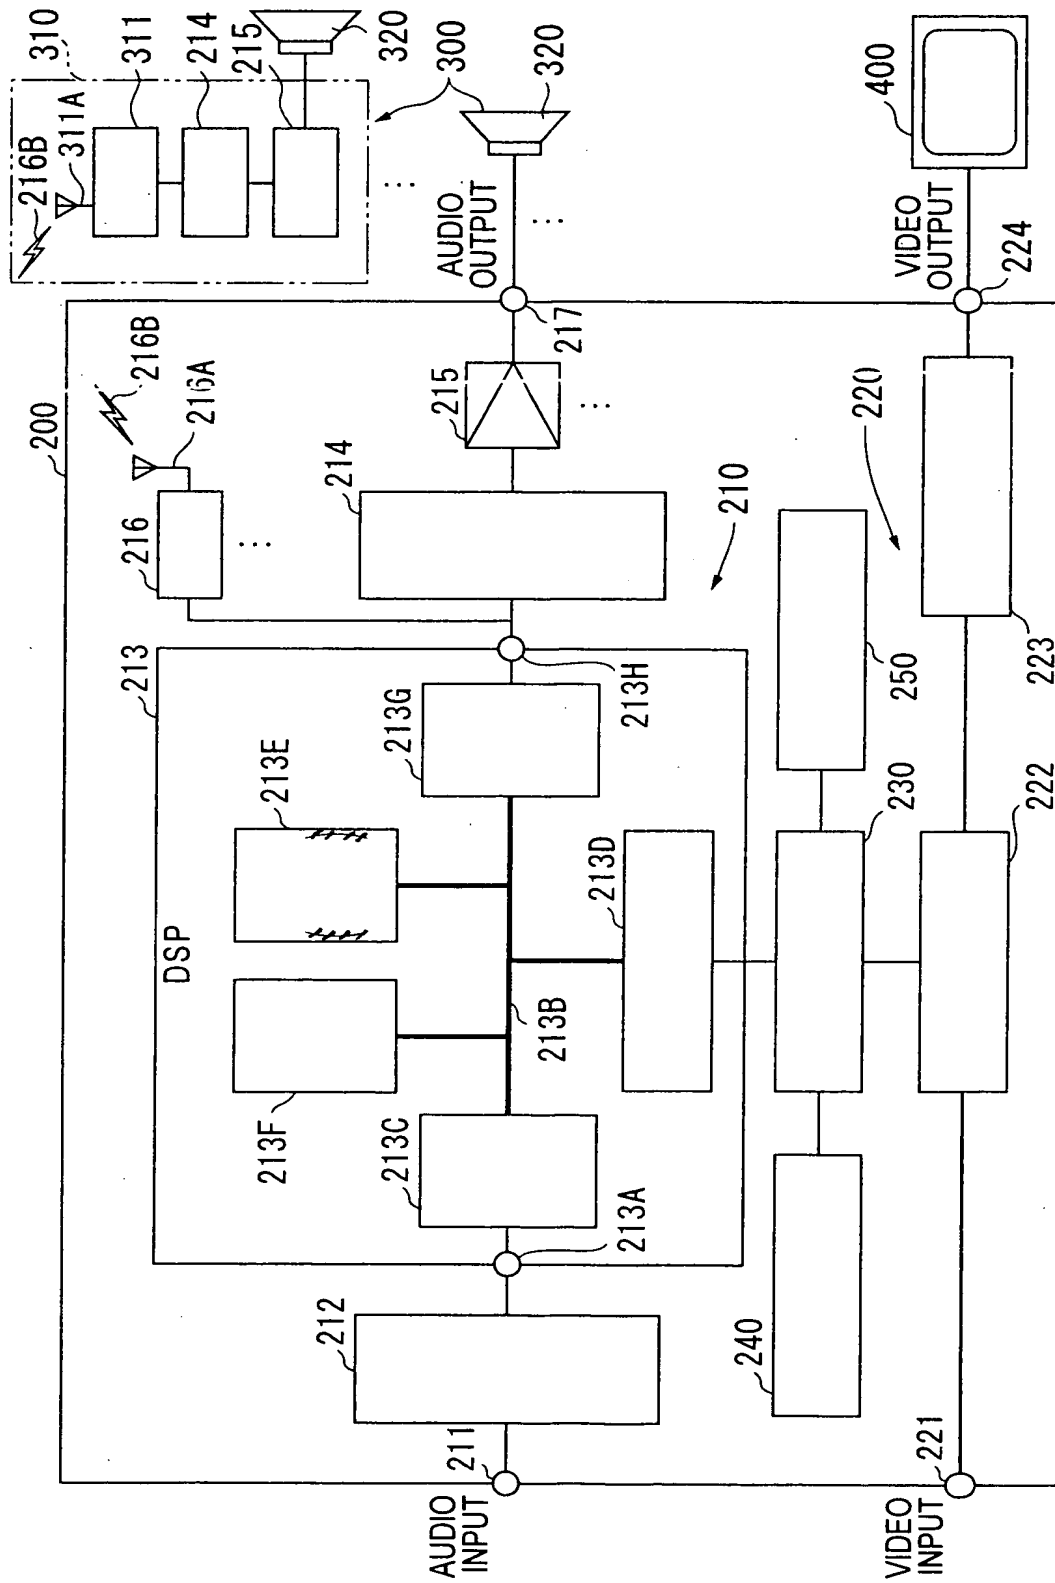 310
311
214
215
320
216B
311A
300
320
AUDIO
OUTPUT
400
VIDEO
OUTPUT
224
217
200
216B
216A
216
215
214
210
220
213
DSP
213E
213F
213G
213H
213D
213B
213C
213A
250
230
223
222
212
240
211
AUDIO
INPUT
221
VIDEO
INPUT